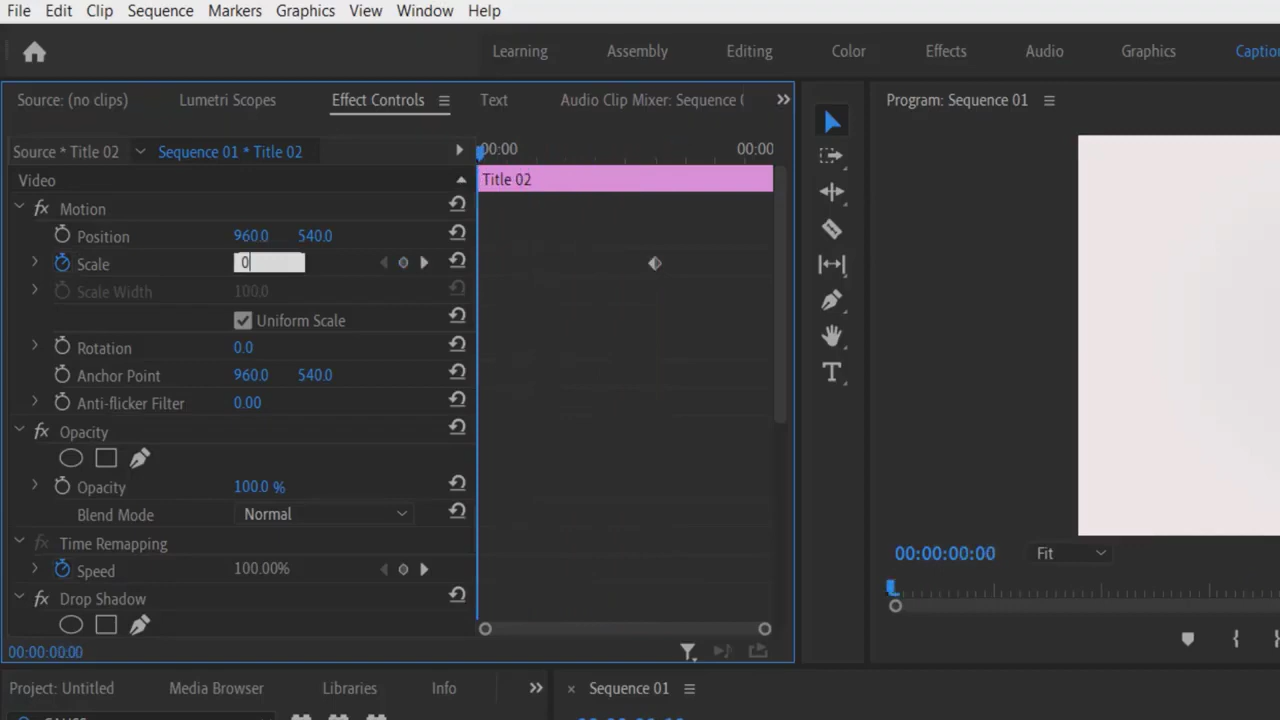 File Edit Clip Sequence Markers Graphics View Window Help
Learning Assembly Editing Color Effects Audio Graphics Captio
Source: (no clips) Lumetri Scopes Effect Controls Text Audio Clip Mixer: Sequence ( Program: Sequence 01
Source * Title 02 Sequence 01 * Title 02 00:00 00:00
Video Title 02
fx Motion
Position 960.0 540.0
Scale 0
Scale Width 100.0
Uniform Scale
Rotation 0.0
Anchor Point 960.0 540.0
Anti-flicker Filter 0.00
fx Opacity
Opacity 100.0 %
Blend Mode Normal
fx Time Remapping
Speed 100.00%
00:00:00:00 Fit
fx Drop Shadow
00:00:00:00
Project: Untitled Media Browser Libraries Info × Sequence 01